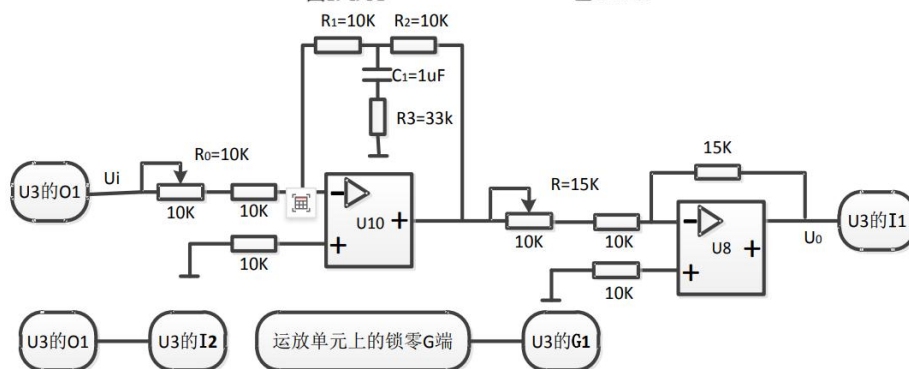 R₁=10K R₂=10K
C₁=1uF
R3=33k
15K
R₀=10K
U3的O1
Ui
R=15K
U3的I1
10K 10K
U10
10K 10K
U8
U₀
10K
10K
U3的O1
U3的I2
运放单元上的锁零G端
U3的G1